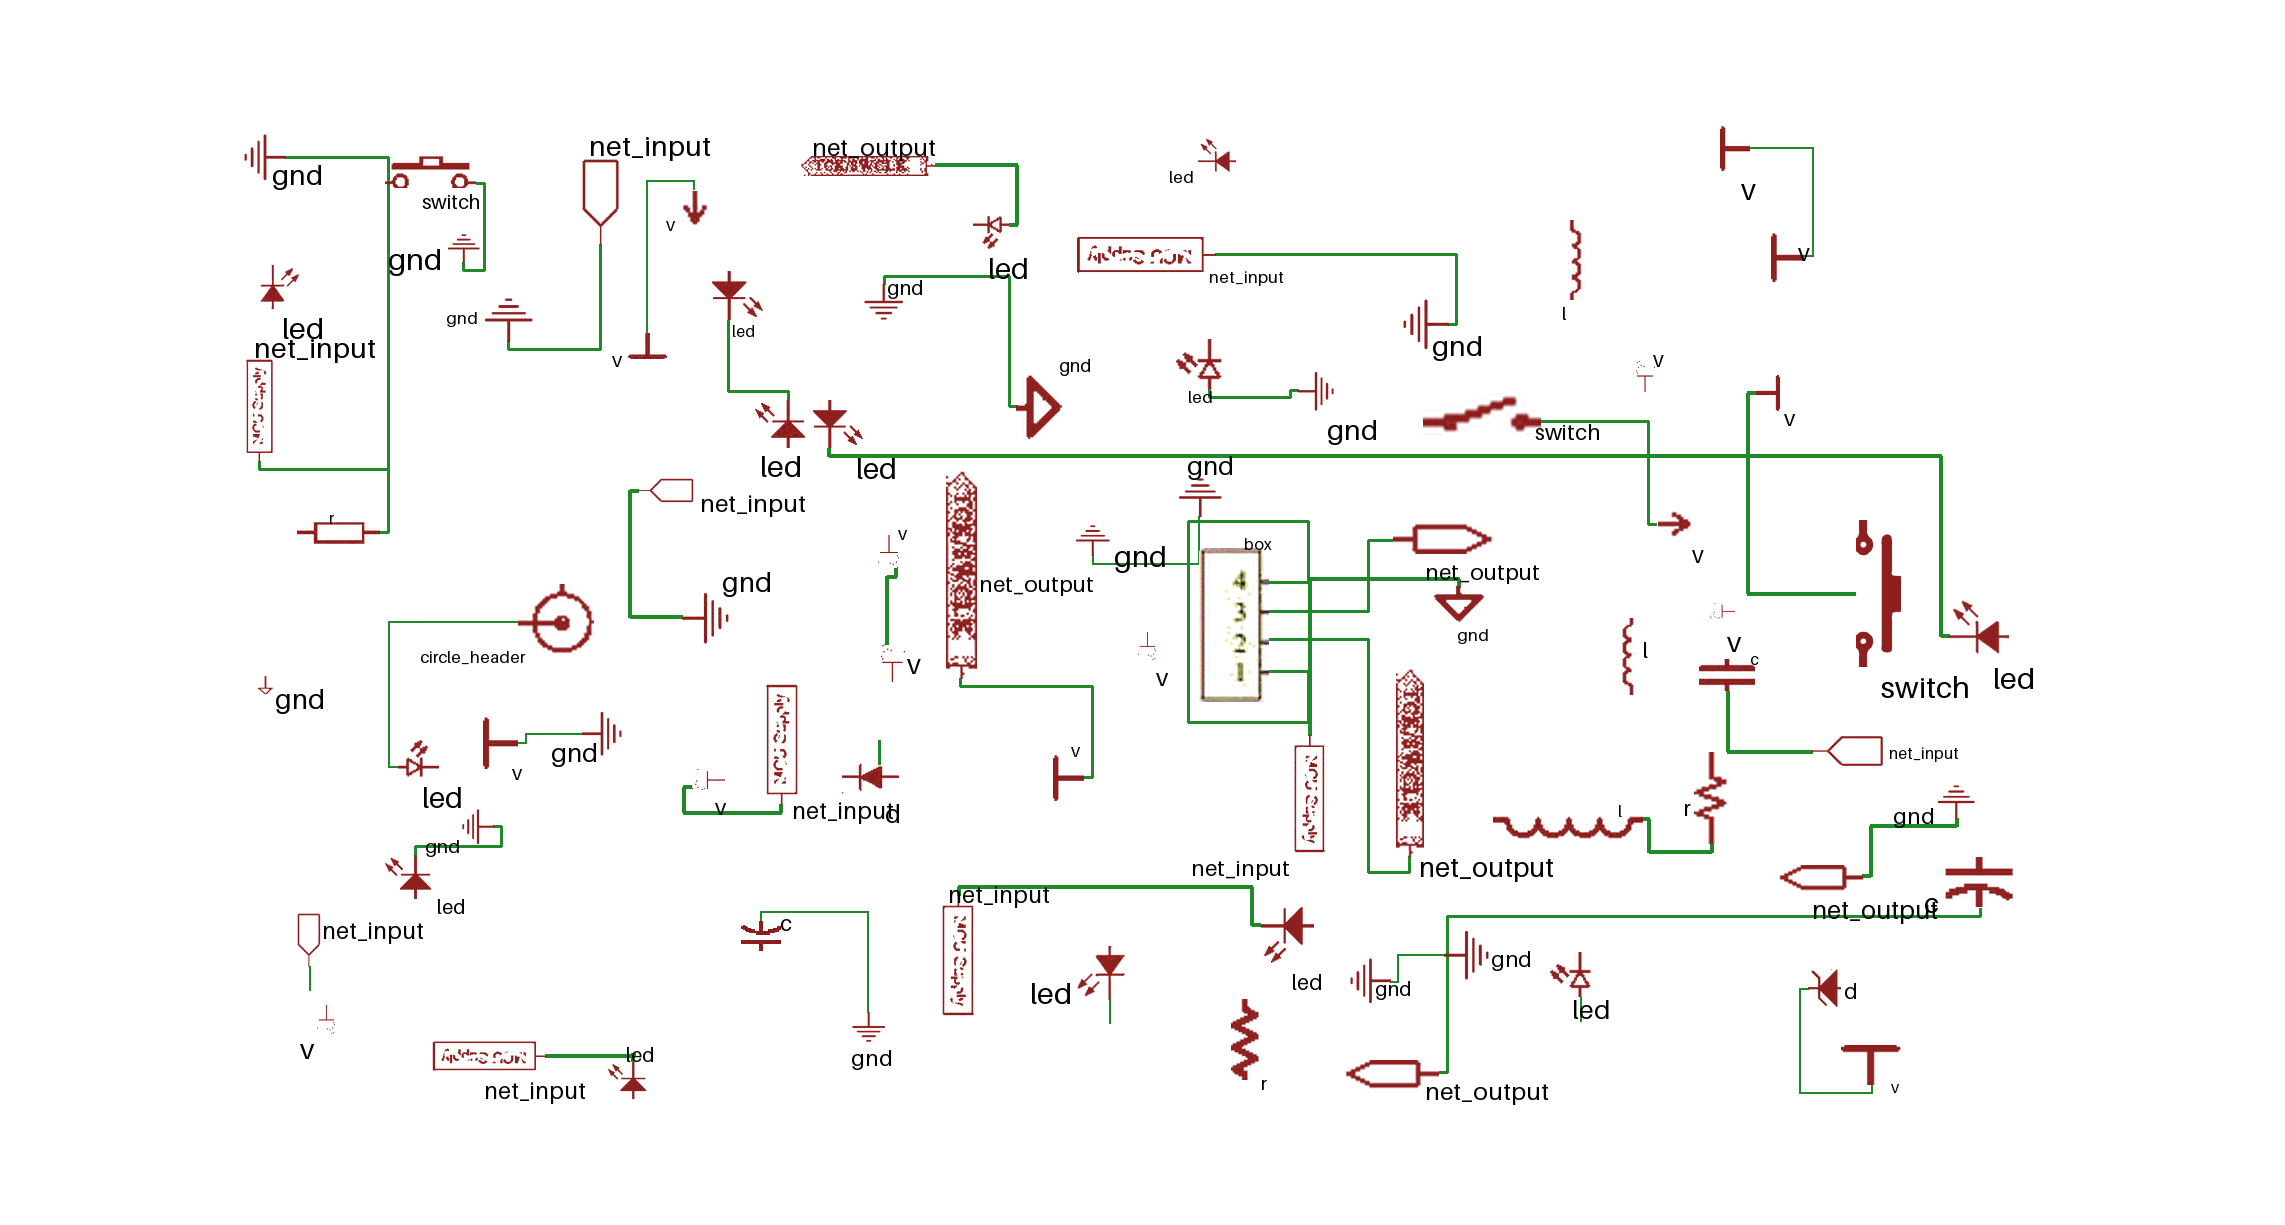 net_input
net_output
gnd
led
v
switch
v
gnd
v
gnd
led
net_input
gnd
gnd
l
led
led
net_input
v
gnd
gnd
v
led
v
gnd
switch
led
led
gnd
net_input
r
v
v
box
gnd
gnd
net_output
net_output
4
3
2
1
gnd
circle_header
v
v
l
v
c
gnd
switch
led
v
gnd
v
net_input
led
v
net_input
d
l
r
gnd
gnd
net_input
net_output
led
net_input
net_input
c
net_output
c
gnd
led
led
gnd
d
led
v
led
gnd
net_input
r
net_output
v